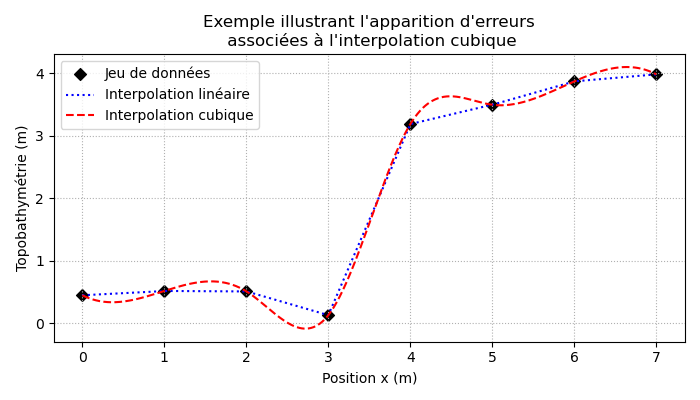 Exemple illustrant l'apparition d'erreurs
associées à l'interpolation cubique
Jeu de données
Interpolation linéaire
Interpolation cubique
Topobathymétrie (m)
4
3
2
1
0
0 1 2 3 4 5 6 7
Position x (m)